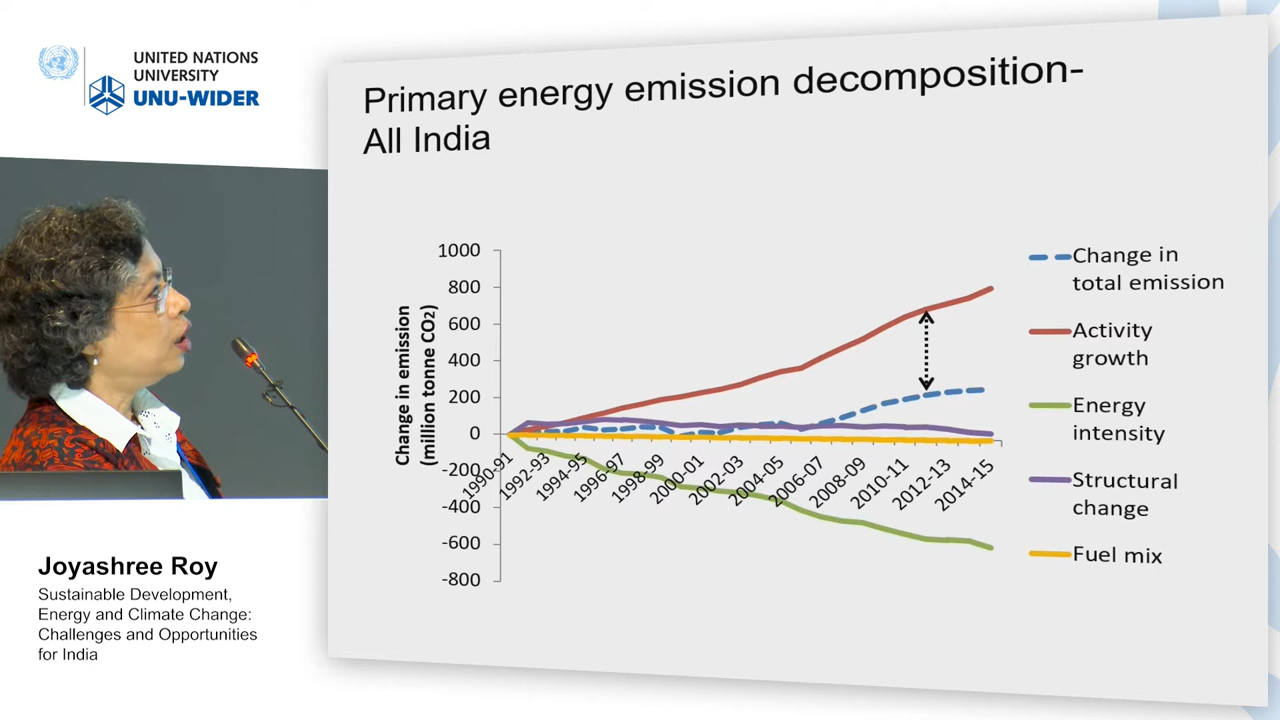 UNITED NATIONS
UNIVERSITY
UNU-WIDER
Primary energy emission decomposition-
All India
Change in emission
(million tonne CO2)
1000
800
600
400
200
0
-200
-400
-600
-800
1990-91
1992-93
1994-95
1996-97
1998-99
2000-01
2002-03
2004-05
2006-07
2008-09
2010-11
2012-13
2014-15
Change in
total emission
Activity
growth
Energy
intensity
Structural
change
Fuel mix
Joyashree Roy
Sustainable Development,
Energy and Climate Change:
Challenges and Opportunities
for India